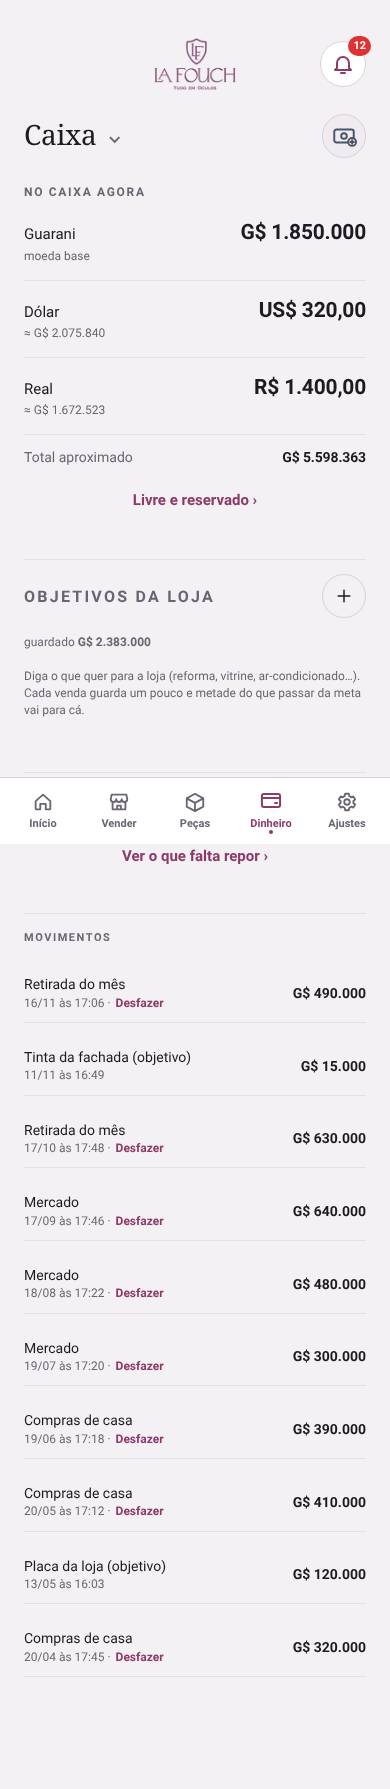 LF
LA FOUCH
TUDO EM ÓCULOS
12
Caixa
NO CAIXA AGORA
Guarani
G$ 1.850.000
moeda base
Dólar
US$ 320,00
≈ G$ 2.075.840
Real
R$ 1.400,00
≈ G$ 1.672.523
Total aproximado
G$ 5.598.363
Livre e reservado ›
OBJETIVOS DA LOJA
guardado G$ 2.383.000
Diga o que quer para a loja (reforma, vitrine, ar-condicionado…).
Cada venda guarda um pouco e metade do que passar da meta
vai para cá.
Início
Vender
Peças
Dinheiro
Ajustes
Ver o que falta repor ›
MOVIMENTOS
Retirada do mês
G$ 490.000
16/11 às 17:06 · Desfazer
Tinta da fachada (objetivo)
G$ 15.000
11/11 às 16:49
Retirada do mês
G$ 630.000
17/10 às 17:48 · Desfazer
Mercado
G$ 640.000
17/09 às 17:46 · Desfazer
Mercado
G$ 480.000
18/08 às 17:22 · Desfazer
Mercado
G$ 300.000
19/07 às 17:20 · Desfazer
Compras de casa
G$ 390.000
19/06 às 17:18 · Desfazer
Compras de casa
G$ 410.000
20/05 às 17:12 · Desfazer
Placa da loja (objetivo)
G$ 120.000
13/05 às 16:03
Compras de casa
G$ 320.000
20/04 às 17:45 · Desfazer